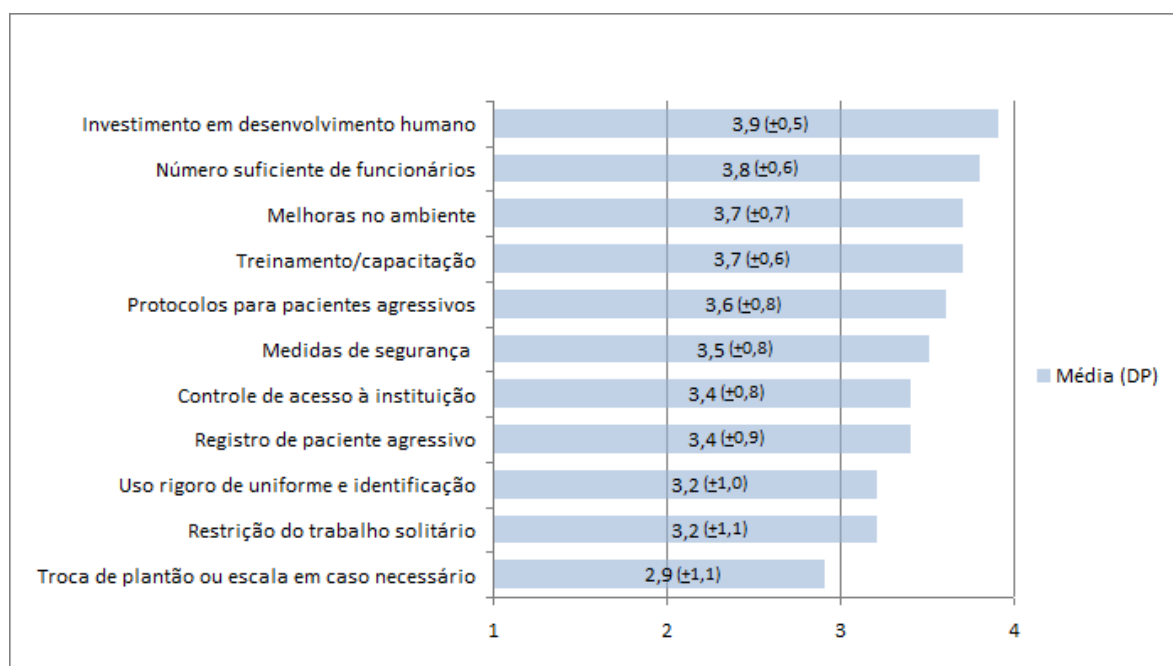 Investimento em desenvolvimento humano 3,9 (±0,5)
Número suficiente de funcionários 3,8 (±0,6)
Melhoras no ambiente 3,7 (±0,7)
Treinamento/capacitação 3,7 (±0,6)
Protocolos para pacientes agressivos 3,6 (±0,8)
Medidas de segurança 3,5 (±0,8)
Controle de acesso à instituição 3,4 (±0,8)
Registro de paciente agressivo 3,4 (±0,9)
Uso rigoro de uniforme e identificação 3,2 (±1,0)
Restrição do trabalho solitário 3,2 (±1,1)
Troca de plantão ou escala em caso necessário 2,9 (±1,1)
1 2 3 4
Média (DP)